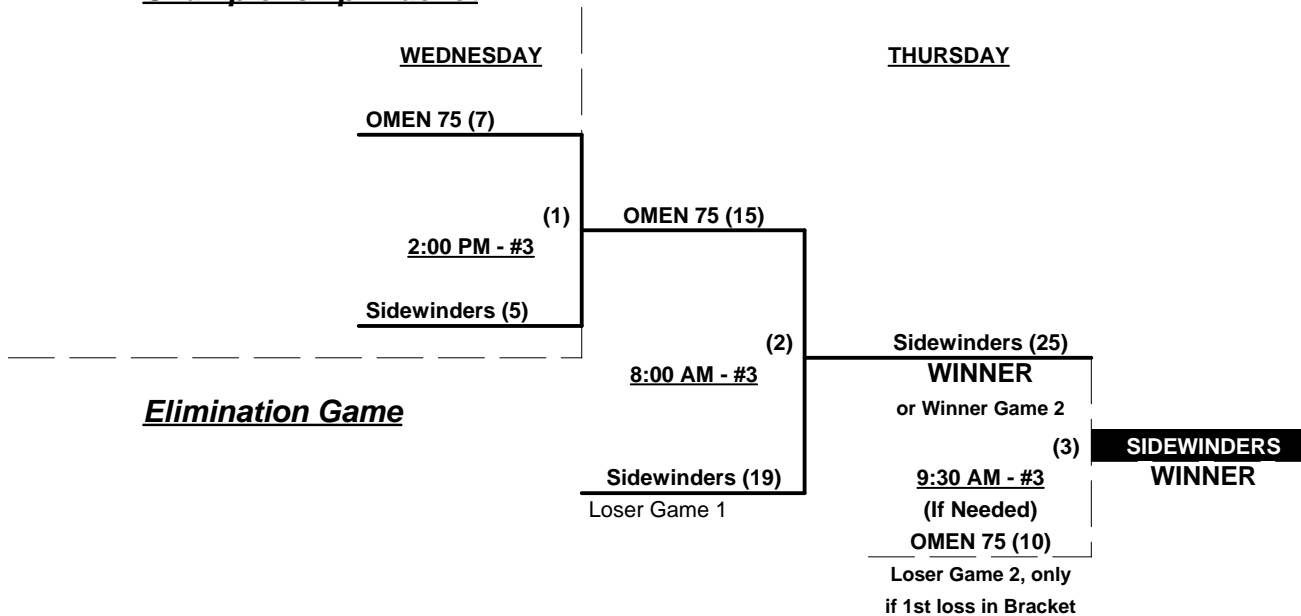 WEDNESDAY
THURSDAY
OMEN 75 (7)
(1)
OMEN 75 (15)
2:00 PM - #3
Sidewinders (5)
(2)
Sidewinders (25)
8:00 AM - #3
WINNER
or Winner Game 2
Elimination Game
(3)
SIDEWINDERS
WINNER
Sidewinders (19)
9:30 AM - #3
Loser Game 1
(If Needed)
OMEN 75 (10)
Loser Game 2, only
if 1st loss in Bracket